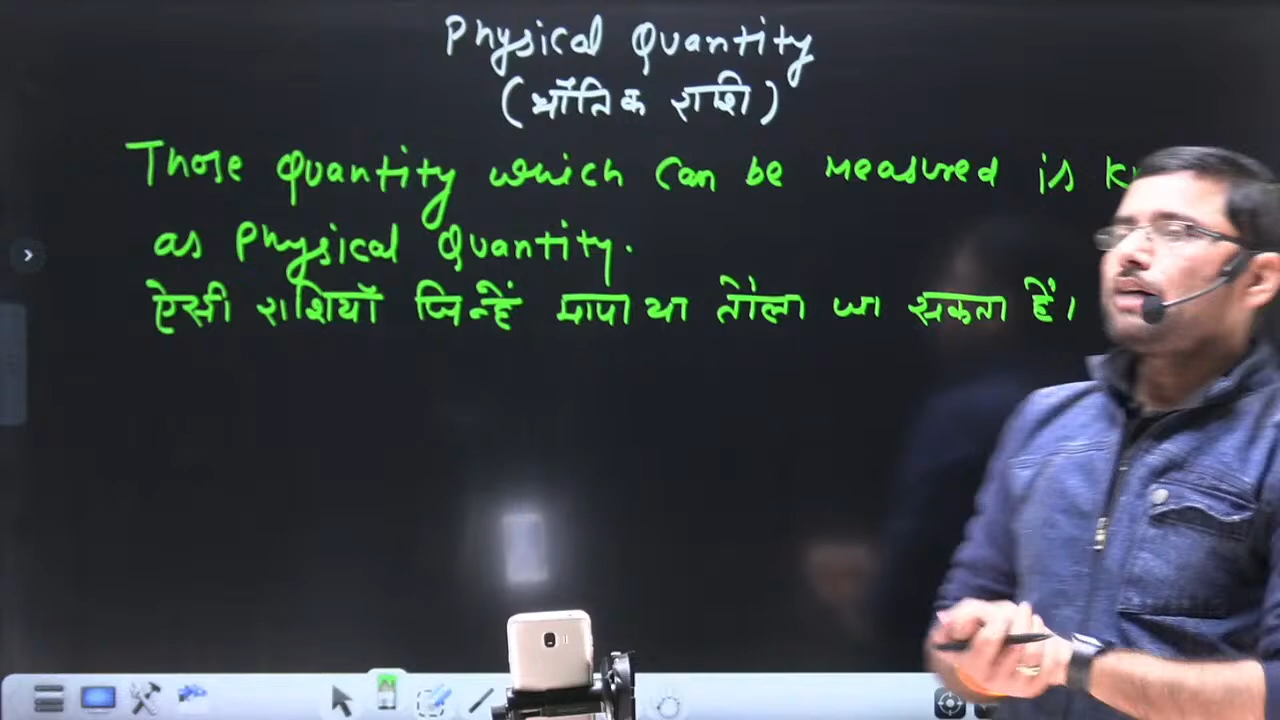 Physical Quantity
(भौतिक राशि)
Those Quantity which can be measured is
as Physical Quantity.
ऐसी राशियाँ जिन्हें मापा या तौला जा सकता हैं।